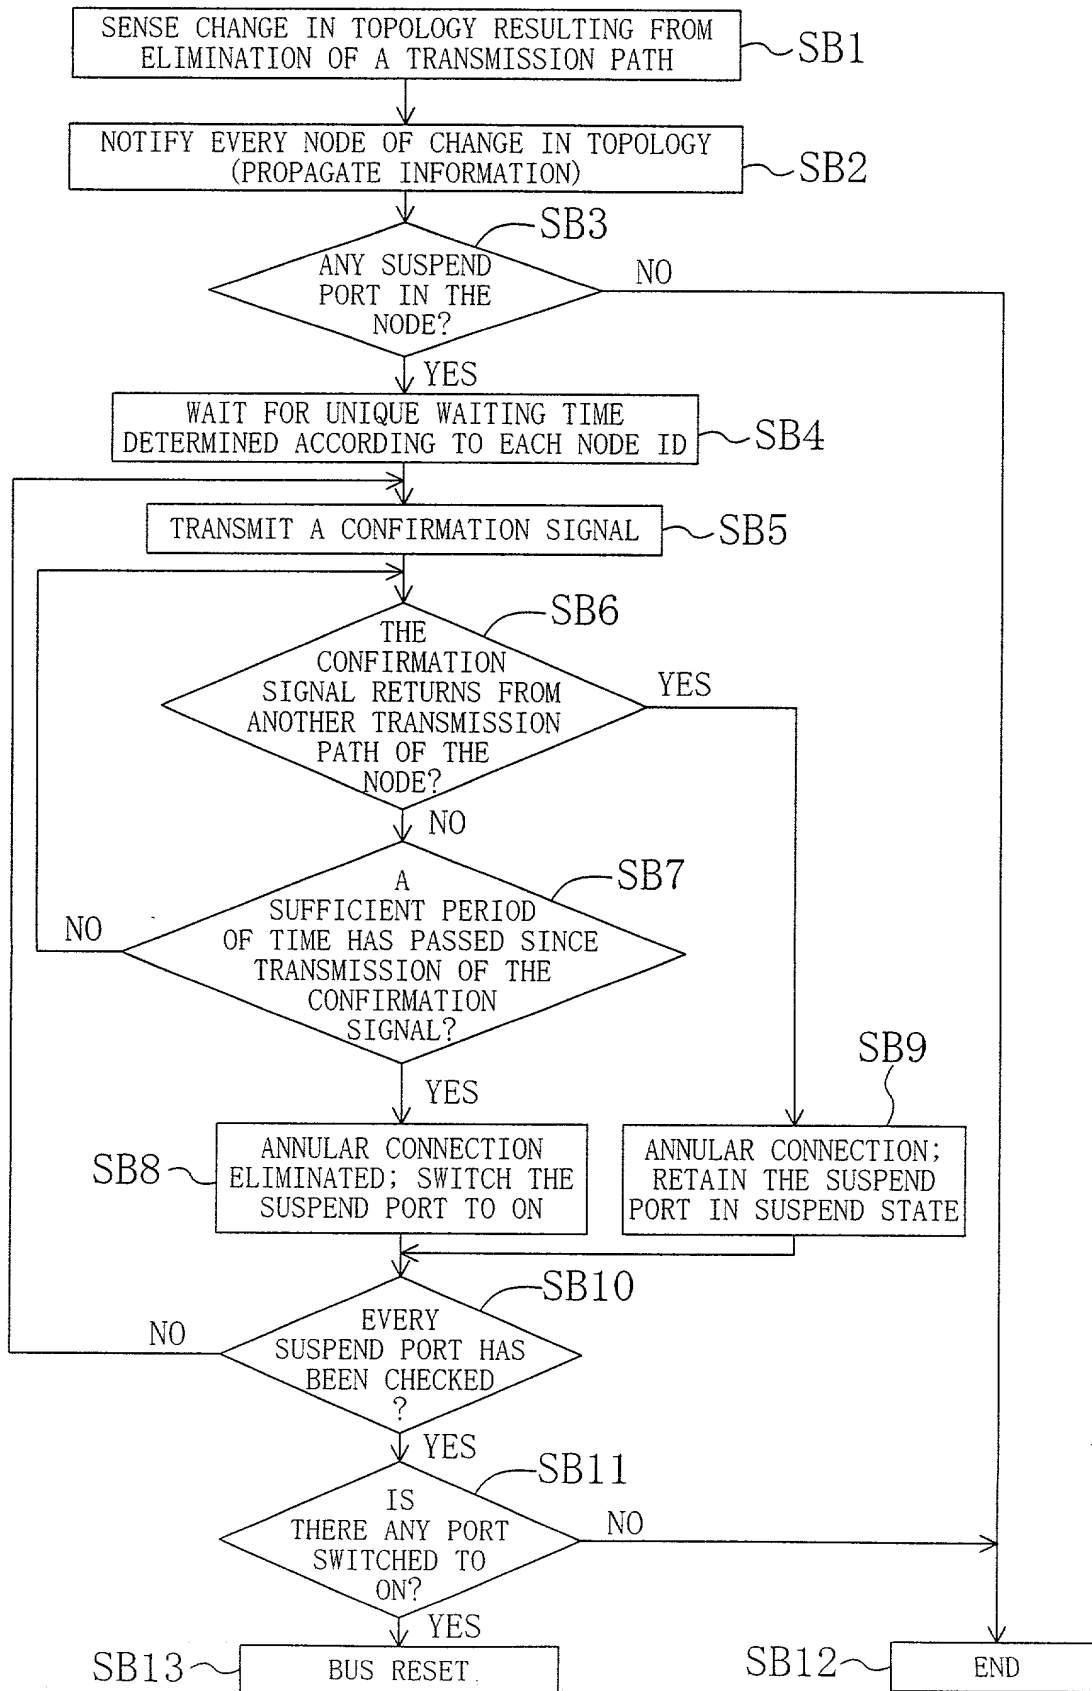 SENSE CHANGE IN TOPOLOGY RESULTING FROM
ELIMINATION OF A TRANSMISSION PATH
SB1
NOTIFY EVERY NODE OF CHANGE IN TOPOLOGY
(PROPAGATE INFORMATION)
SB2
SB3
ANY SUSPEND
PORT IN THE
NODE?
NO
YES
WAIT FOR UNIQUE WAITING TIME
DETERMINED ACCORDING TO EACH NODE ID
SB4
TRANSMIT A CONFIRMATION SIGNAL
SB5
SB6
THE
CONFIRMATION
SIGNAL RETURNS FROM
ANOTHER TRANSMISSION
PATH OF THE
NODE?
YES
NO
SB7
A
SUFFICIENT PERIOD
OF TIME HAS PASSED SINCE
TRANSMISSION OF THE
CONFIRMATION
SIGNAL?
NO
YES
SB8
ANNULAR CONNECTION
ELIMINATED; SWITCH THE
SUSPEND PORT TO ON
SB9
ANNULAR CONNECTION;
RETAIN THE SUSPEND
PORT IN SUSPEND STATE
SB10
EVERY
SUSPEND PORT HAS
BEEN CHECKED
?
NO
YES
SB11
IS
THERE ANY PORT
SWITCHED TO
ON?
NO
YES
SB13
BUS RESET
SB12
END